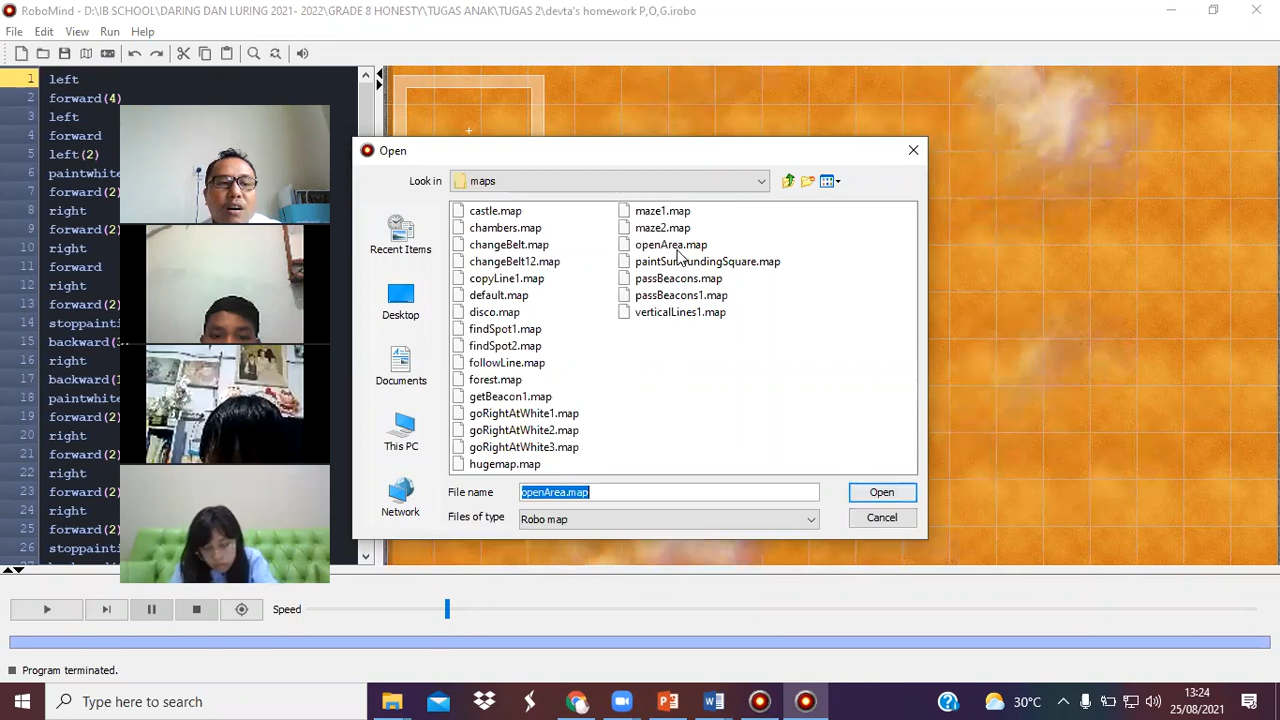 RoboMind - D:\IB SCHOOL\DARING DAN LURING 2021- 2022\GRADE 8 HONESTY\TUGAS ANAK\TUGAS 2\devta's homework P,O,G.irobo
File Edit View Run Help
1 left
2 forward(4)
3 left
4 forward
5 left(2)
6 paintwhite
7 forward(2)
8 right
9 forward(2)
10 right
11 forward
12 right
13 forward(2)
14 stoppainti
15 backward(3
16 right
17 backward(1
18 paintwhite
19 forward(2)
20 right
21 forward(2)
22 right
23 forward(2)
24 right
25 forward(2)
26 stoppainti
Open
Look in maps
Recent Items
Desktop
Documents
This PC
Network
castle.map
chambers.map
changeBelt.map
changeBelt12.map
copyLine1.map
default.map
disco.map
findSpot1.map
findSpot2.map
followLine.map
forest.map
getBeacon1.map
goRightAtWhite1.map
goRightAtWhite2.map
goRightAtWhite3.map
hugemap.map
maze1.map
maze2.map
openArea.map
paintSurroundingSquare.map
passBeacons.map
passBeacons1.map
verticalLines1.map
File name openArea.map Open
Files of type Robo map Cancel
Speed
Program terminated.
Type here to search
30°C
13:24
25/08/2021